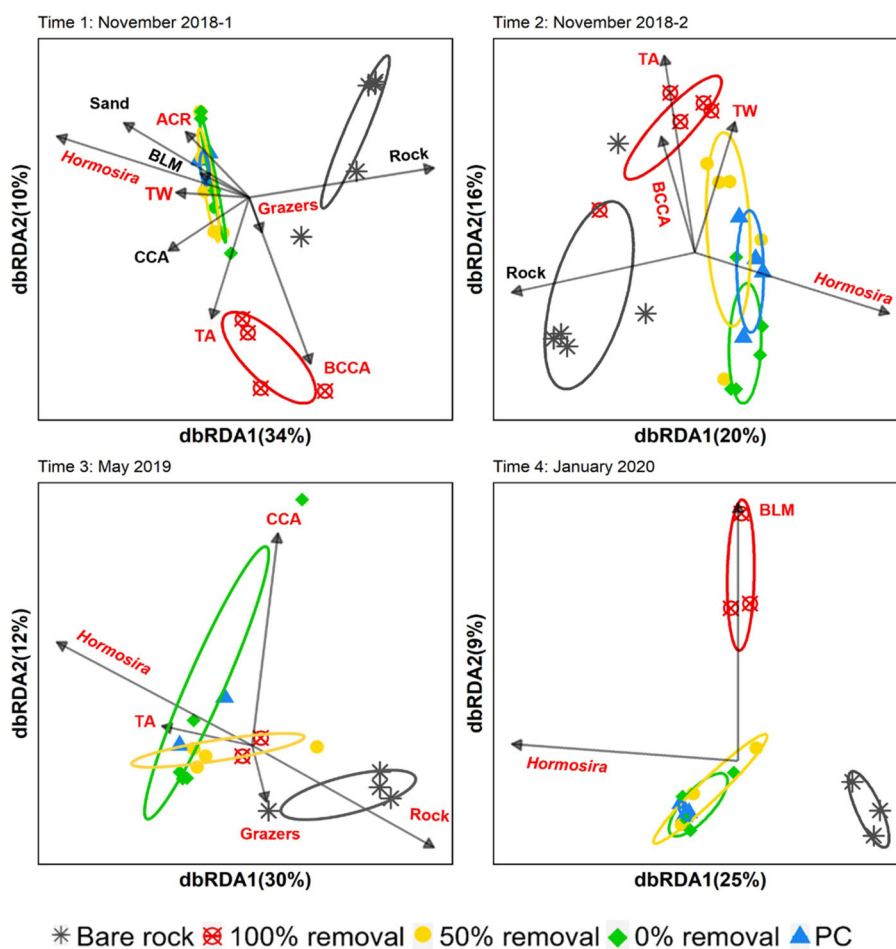 Time 1: November 2018-1
Time 2: November 2018-2
dbRDA2(10%)
Sand
ACR
Hormosira
BLM
TW
Rock
Grazers
CCA
TA
BCCA
dbRDA1(34%)
dbRDA2(16%)
TA
TW
BCCA
Rock
Hormosira
dbRDA1(20%)
Time 3: May 2019
Time 4: January 2020
dbRDA2(12%)
CCA
Hormosira
TA
Grazers
Rock
dbRDA1(30%)
dbRDA2(9%)
BLM
Hormosira
dbRDA1(25%)
Bare rock 100% removal 50% removal 0% removal PC